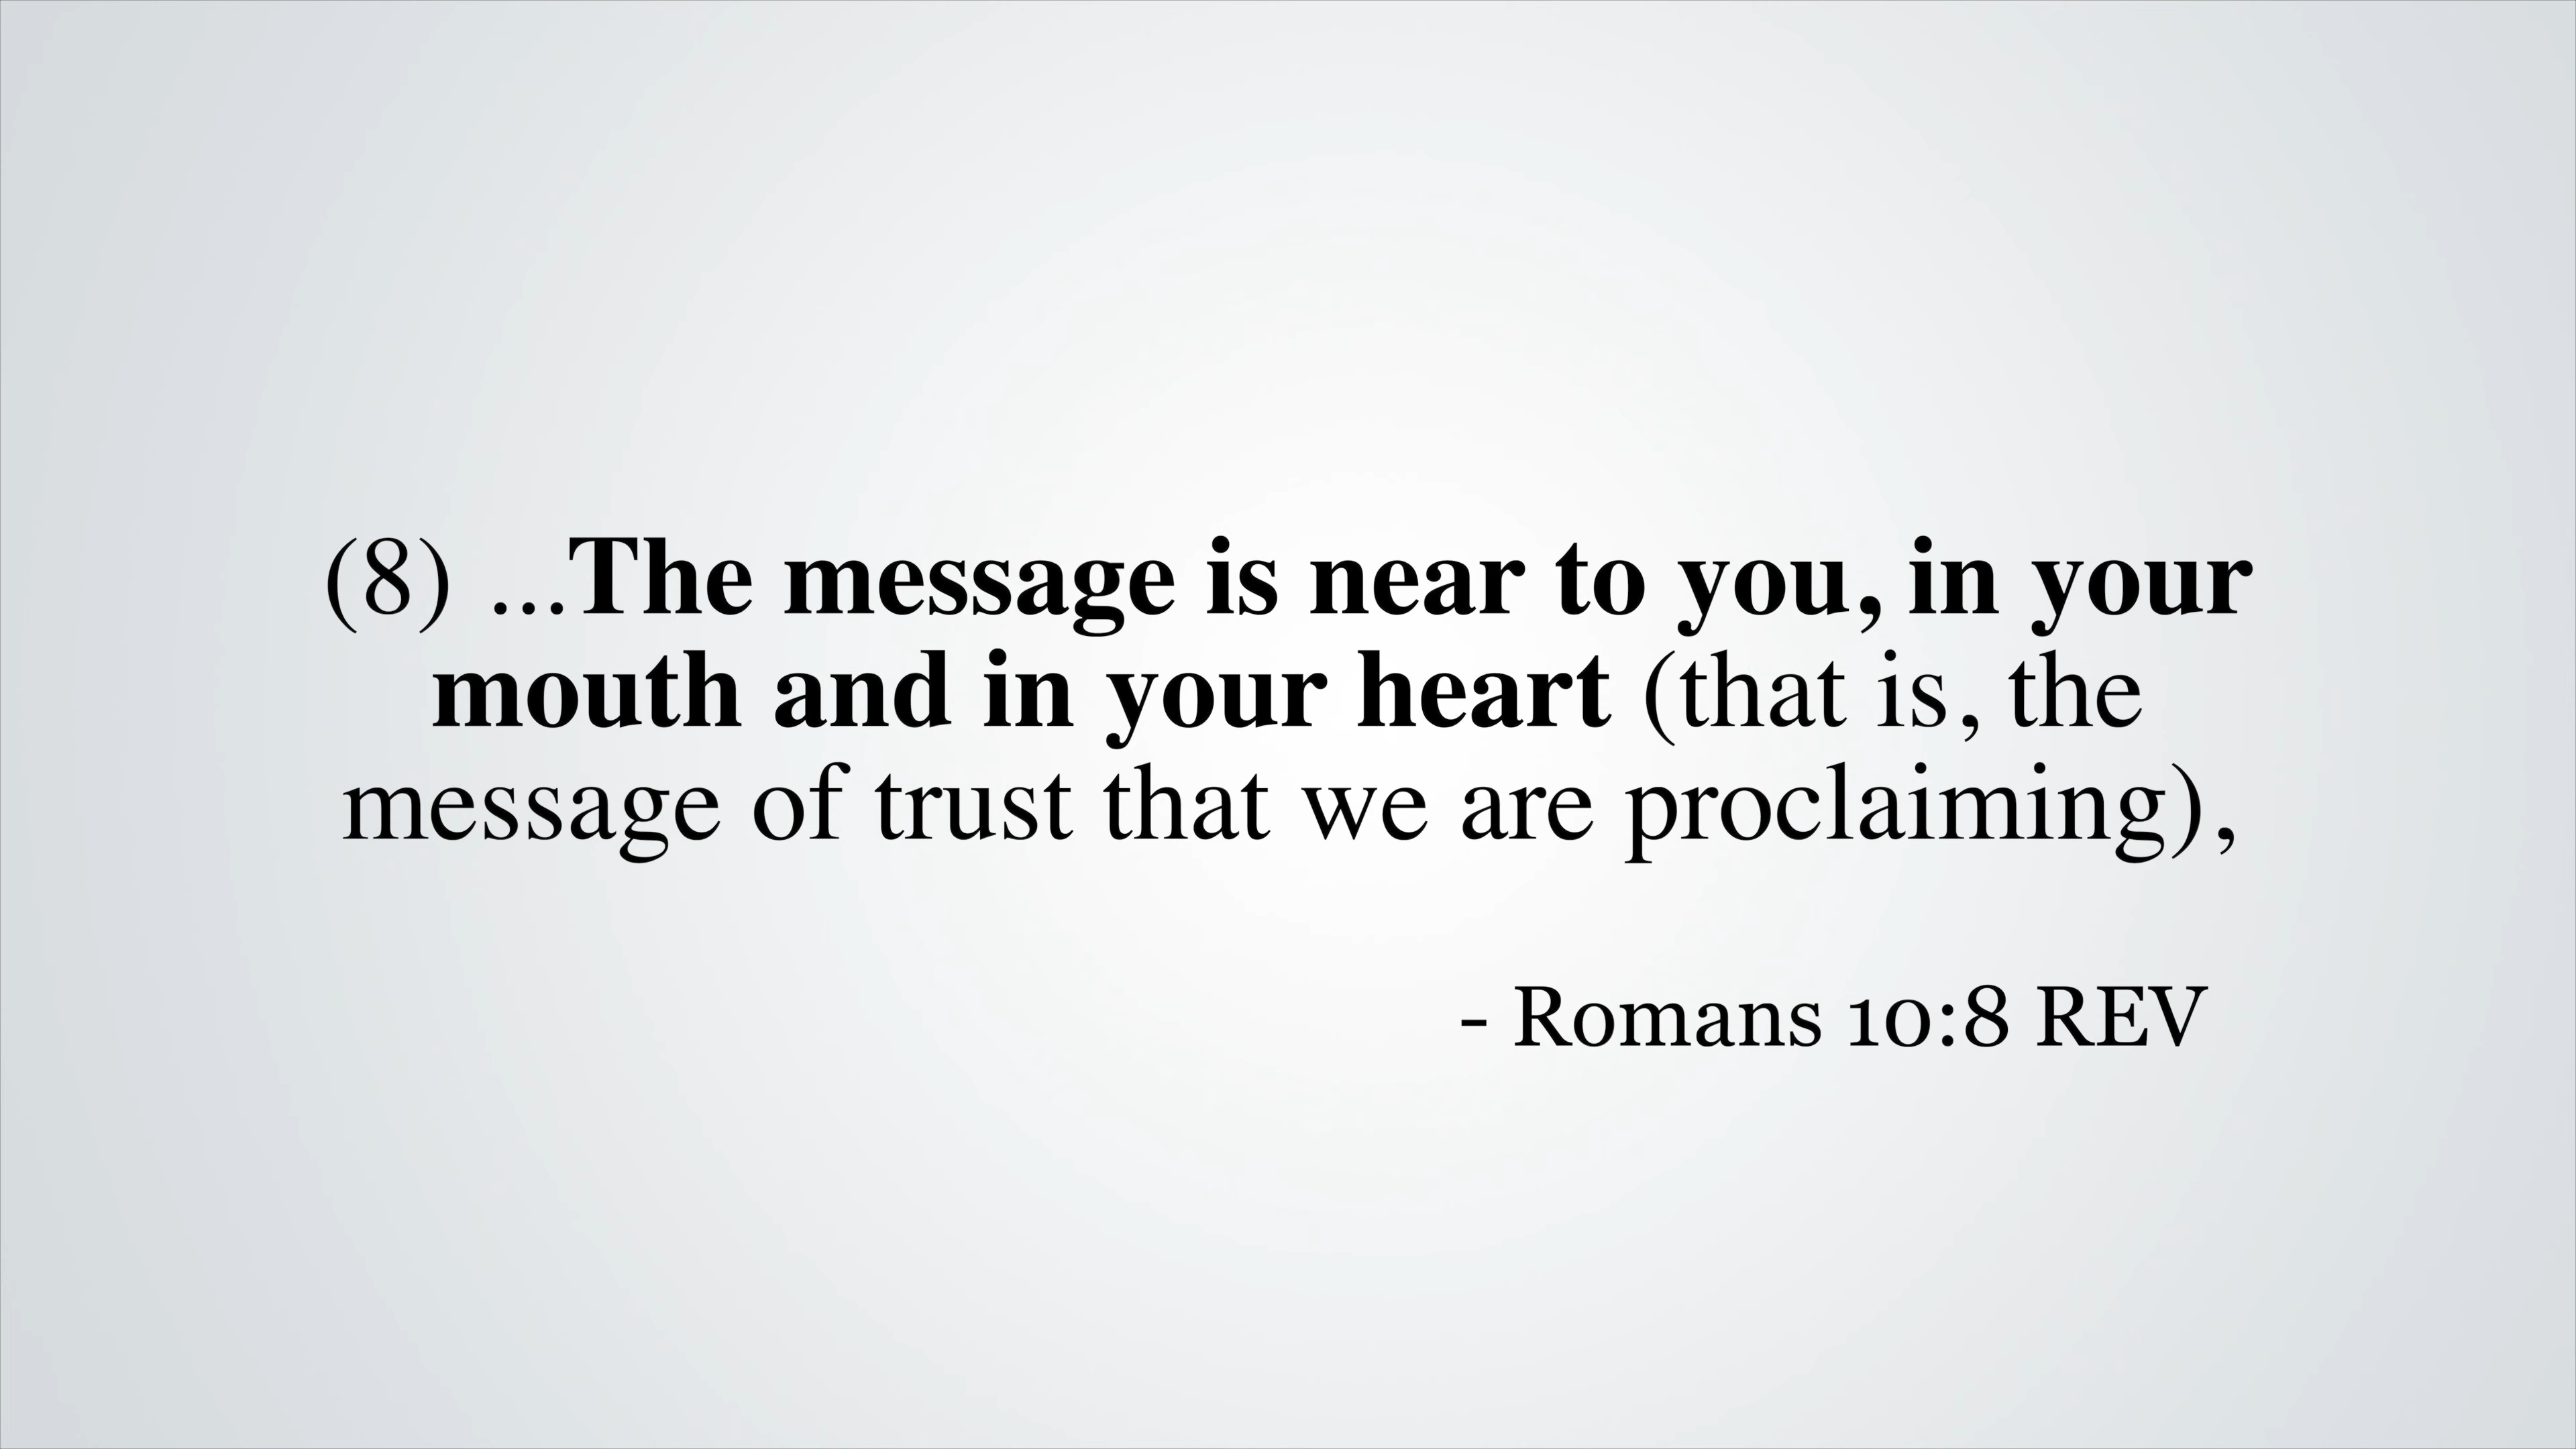 (8) ...The message is near to you, in your
mouth and in your heart (that is, the
message of trust that we are proclaiming),
- Romans 10:8 REV